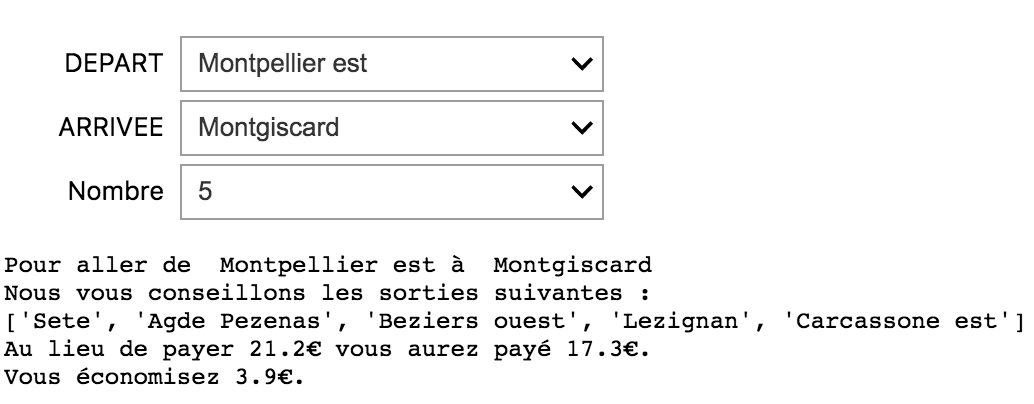 DEPART Montpellier est
ARRIVEE Montgiscard
Nombre 5
Pour aller de  Montpellier est à  Montgiscard
Nous vous conseillons les sorties suivantes :
['Sete', 'Agde Pezenas', 'Beziers ouest', 'Lezignan', 'Carcassone est']
Au lieu de payer 21.2€ vous aurez payé 17.3€.
Vous économisez 3.9€.